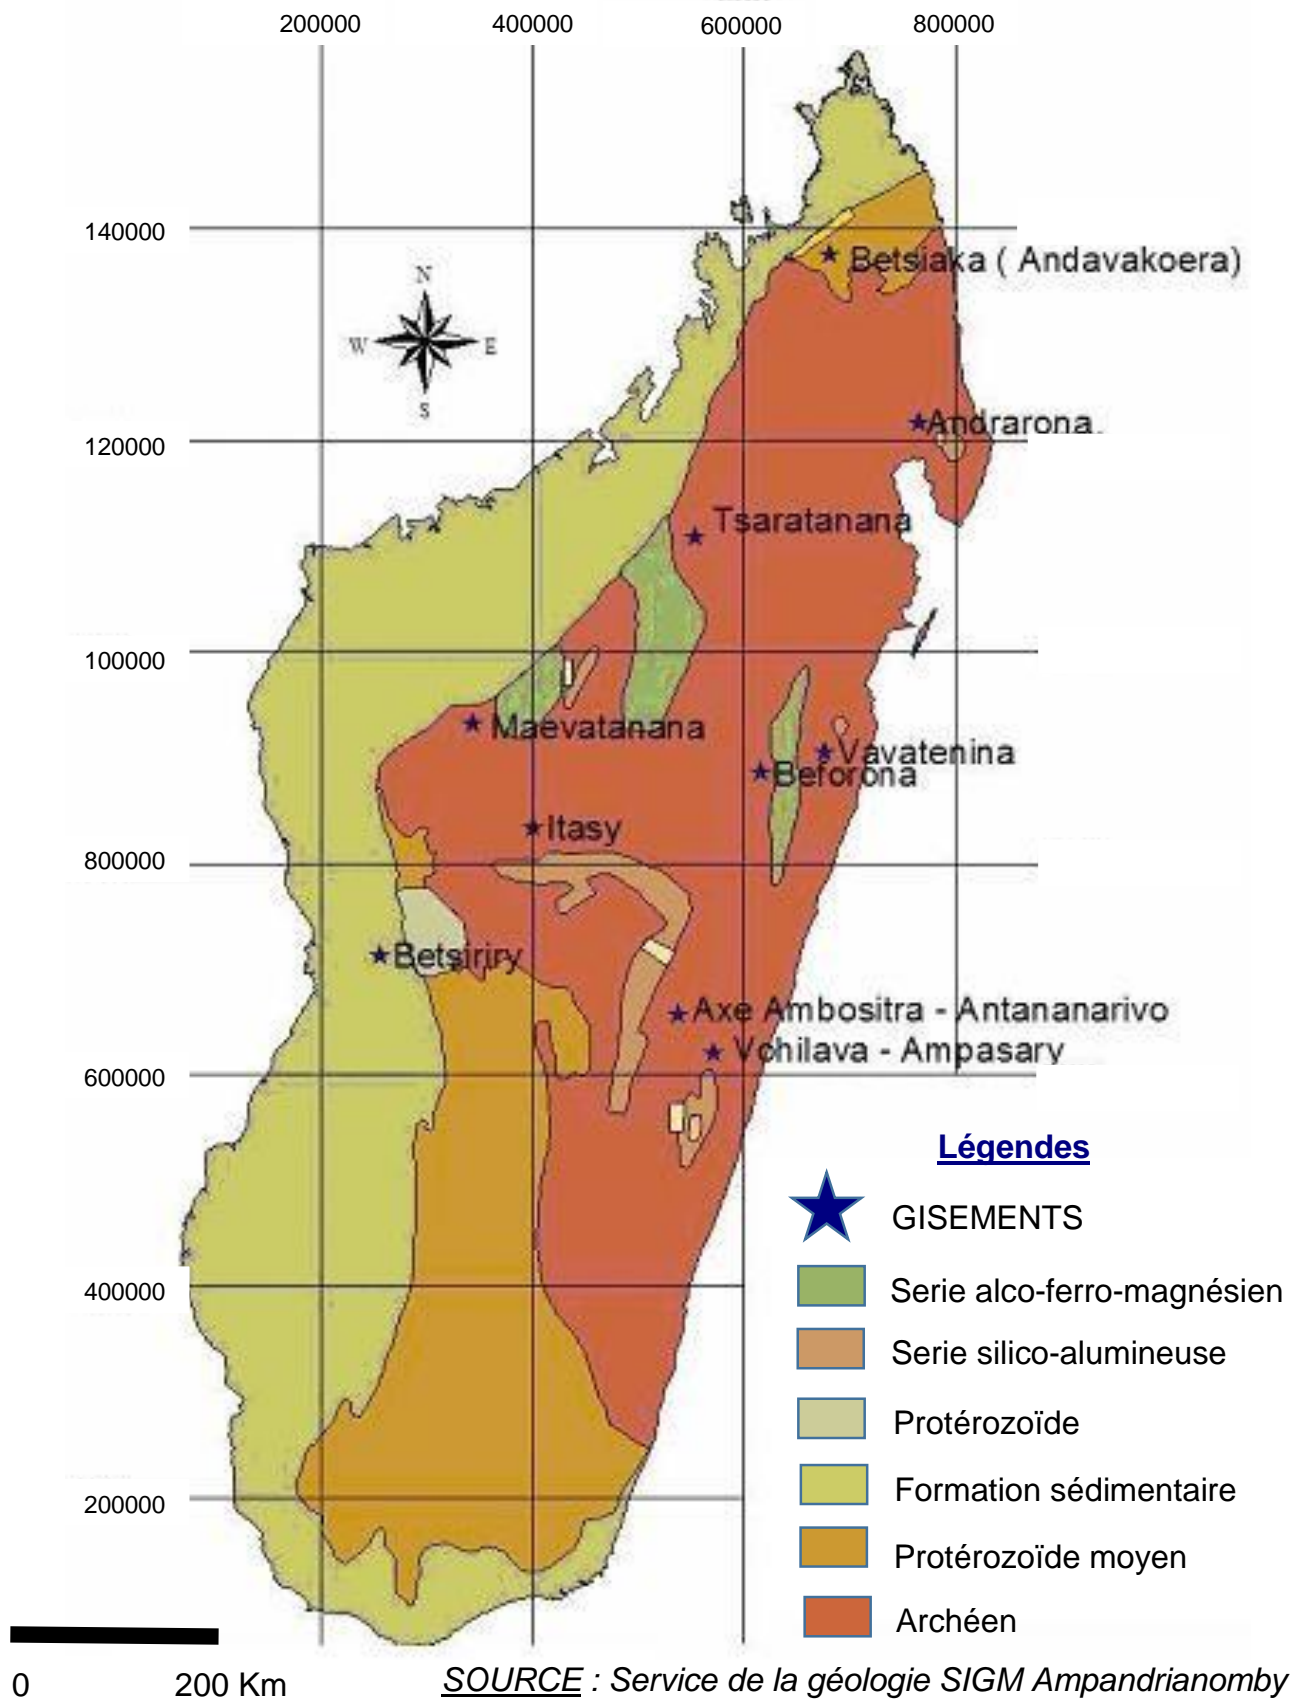 200000 400000 600000 800000
140000
Betsiaka ( Andavakoera)
N
W E
S
Andrarona
120000
Tsaratanana
100000
Maevatanana
Vavatenina
Beforona
Itasy
800000
Betsiriry
Axe Ambositra - Antananarivo
Vohilava - Ampasary
600000
Légendes
GISEMENTS
Serie alco-ferro-magnésien
400000
Serie silico-alumineuse
Protérozoïde
Formation sédimentaire
200000
Protérozoïde moyen
Archéen
0 200 Km
SOURCE : Service de la géologie SIGM Ampandrianomby